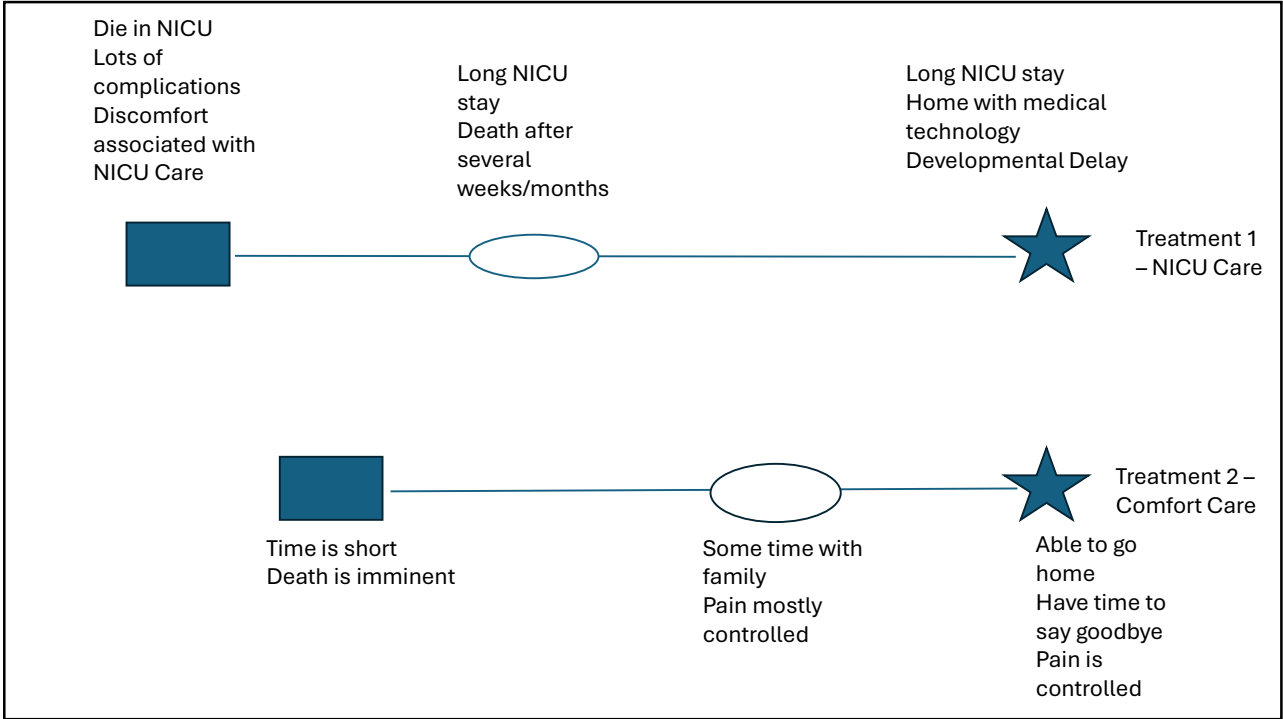 Die in NICU
Lots of
complications
Discomfort
associated with
NICU Care
Long NICU
stay
Death after
several
weeks/months
Long NICU stay
Home with medical
technology
Developmental Delay
Treatment 1
– NICU Care
Treatment 2 –
Comfort Care
Time is short
Death is imminent
Some time with
family
Pain mostly
controlled
Able to go
home
Have time to
say goodbye
Pain is
controlled